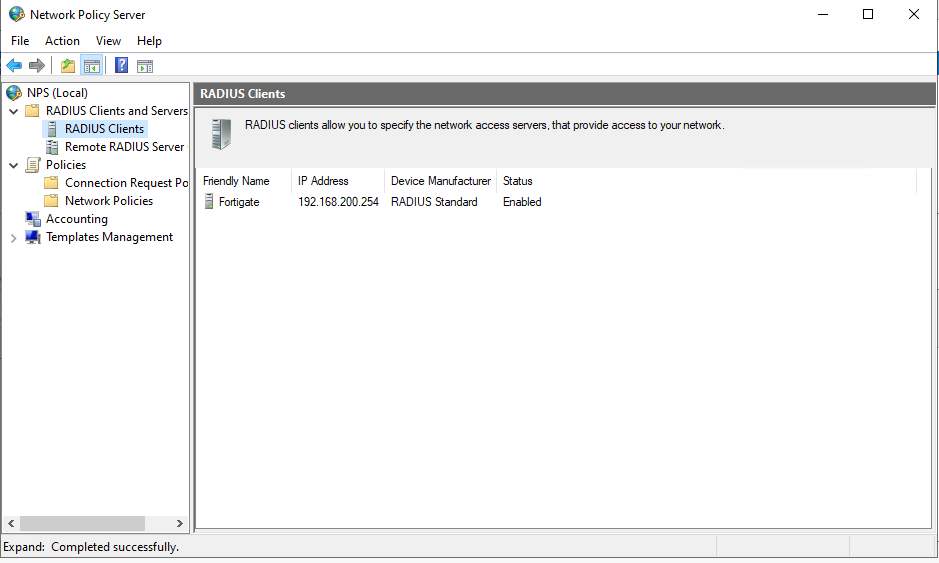 Network Policy Server
File Action View Help
NPS (Local)
RADIUS Clients and Servers
RADIUS Clients
Remote RADIUS Server
Policies
Connection Request Po
Network Policies
Accounting
Templates Management
RADIUS Clients
RADIUS clients allow you to specify the network access servers, that provide access to your network.
Friendly Name IP Address Device Manufacturer Status
Fortigate 192.168.200.254 RADIUS Standard Enabled
Expand: Completed successfully.